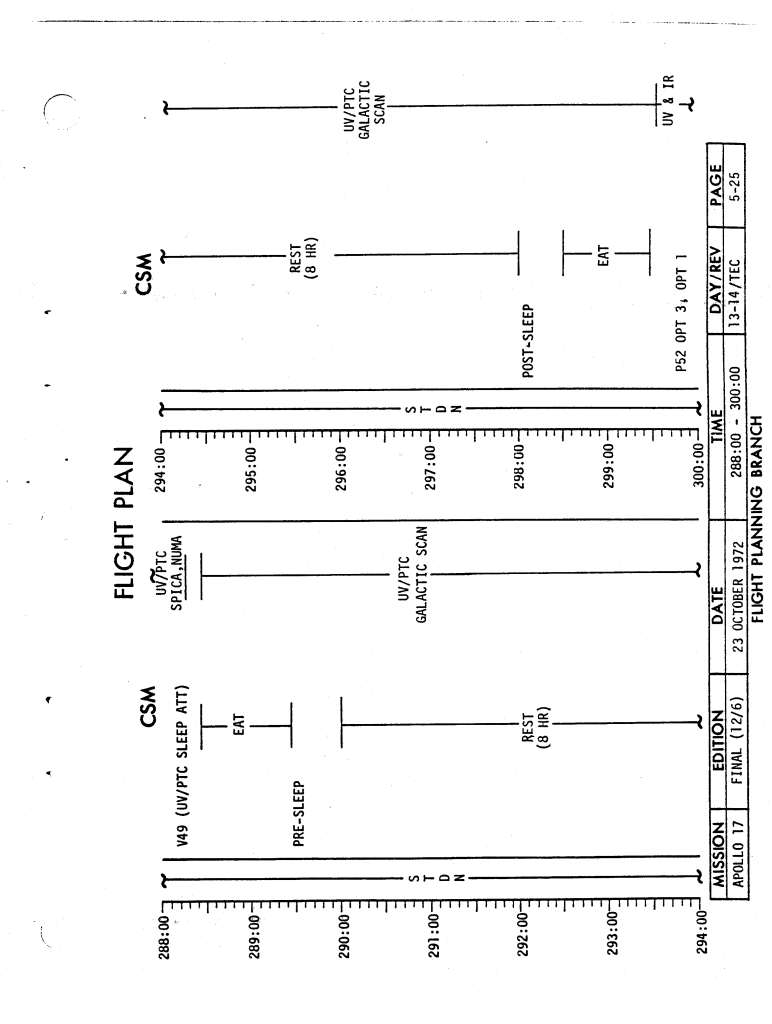 FLIGHT PLAN
CSM
288:00
289:00
290:00
291:00
292:00
293:00
294:00
S
T
D
N
V49 (UV/PTC SLEEP ATT)
EAT
PRE-SLEEP
REST
(8 HR)
UV/PTC
SPICA,NUMA
UV/PTC
GALACTIC SCAN
CSM
294:00
295:00
296:00
297:00
298:00
299:00
300:00
S
T
D
N
REST
(8 HR)
POST-SLEEP
EAT
P52 OPT 3, OPT 1
UV/PTC
GALACTIC
SCAN
UV & IR
MISSION EDITION DATE TIME DAY/REV PAGE
APOLLO 17 FINAL (12/6) 23 OCTOBER 1972 288:00 - 300:00 13-14/TEC 5-25
FLIGHT PLANNING BRANCH